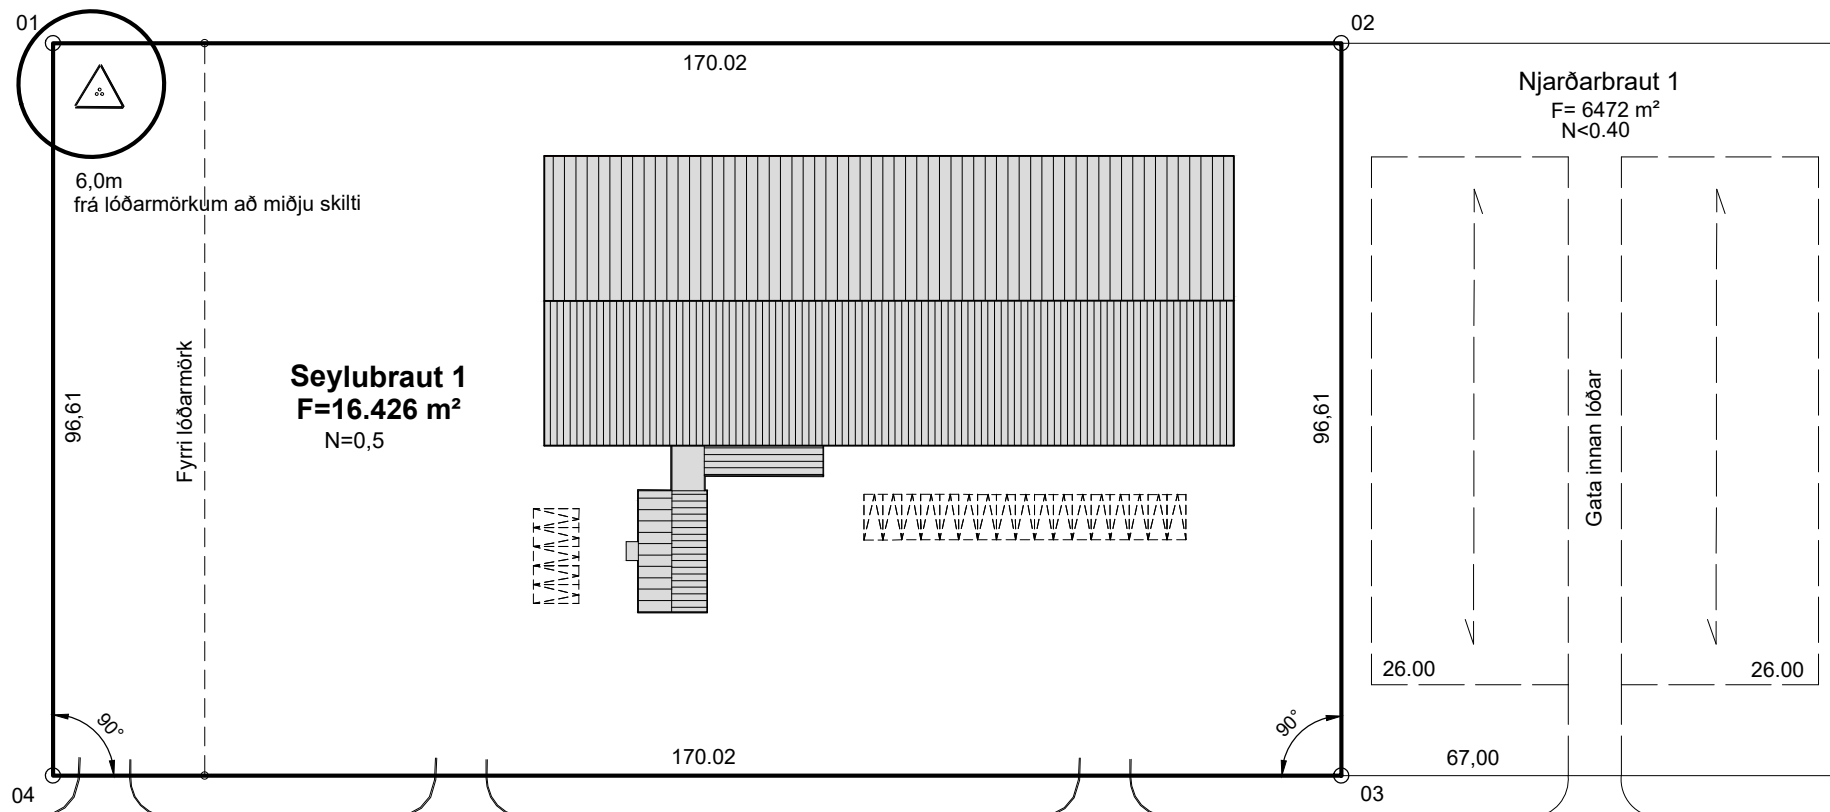 01
02
170.02
Njarðarbraut 1
F= 6472 m²
N<0.40
6,0m
frá lóðarmörkum að miðju skilti
96,61
Fyrri lóðarmörk
Seylubraut 1
F=16.426 m²
N=0,5
96,61
Gata innan lóðar
26.00
26.00
90°
90°
170.02
67,00
04
03